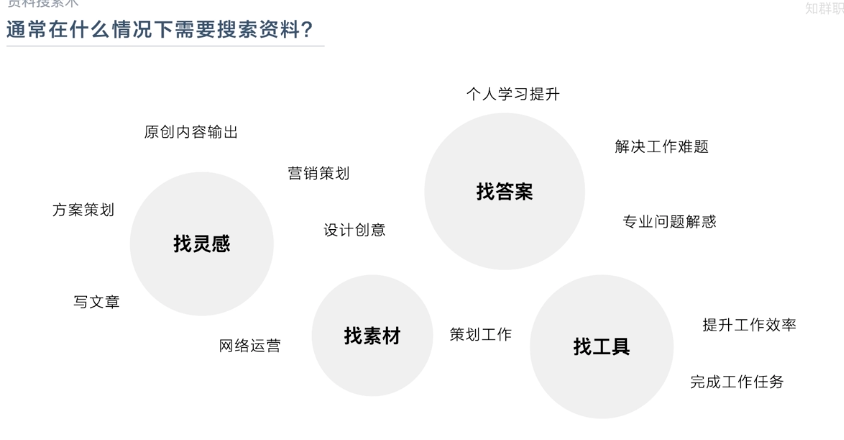 资料搜索术
知群职
通常在什么情况下需要搜索资料?
个人学习提升
原创内容输出
解决工作难题
营销策划
找答案
方案策划
专业问题解惑
设计创意
找灵感
写文章
提升工作效率
找素材
策划工作
找工具
网络运营
完成工作任务